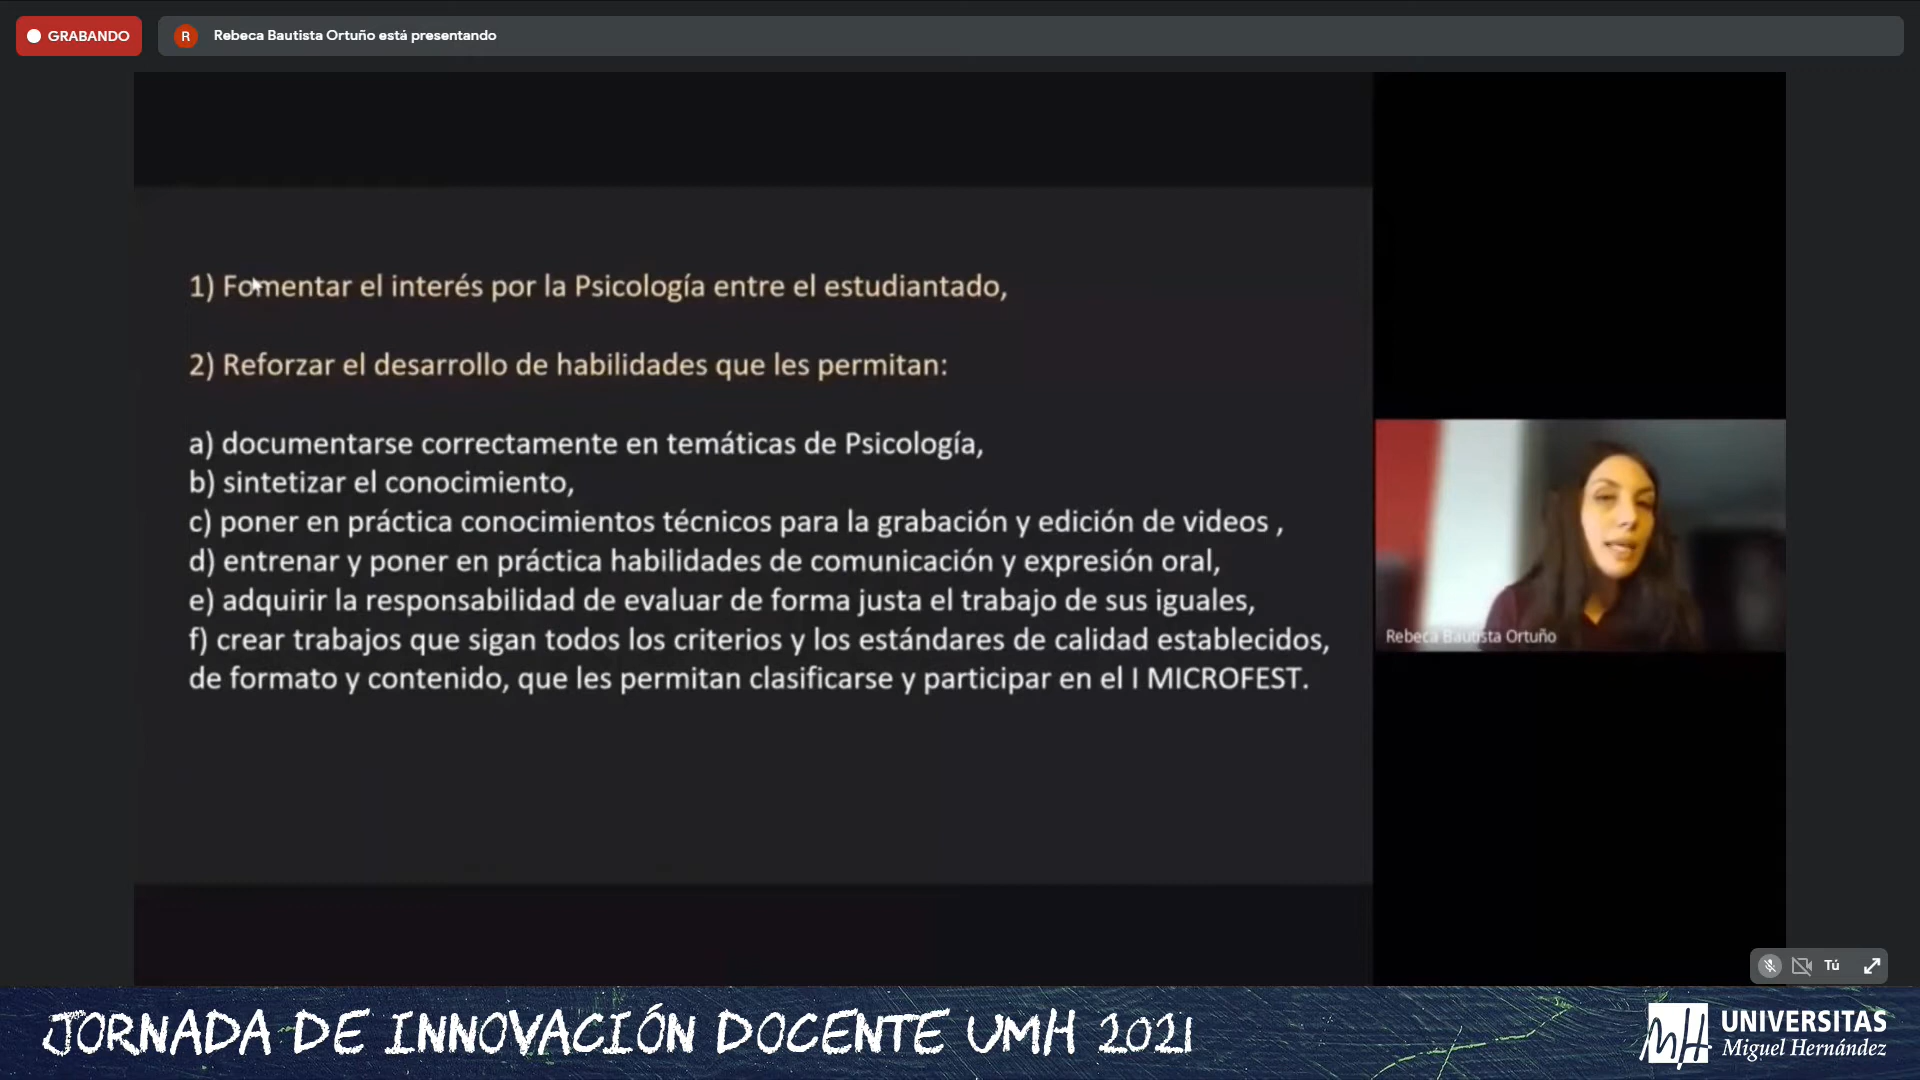 GRABANDO
R
Rebeca Bautista Ortuño está presentando
1) Fomentar el interés por la Psicología entre el estudiantado,
2) Reforzar el desarrollo de habilidades que les permitan:
a) documentarse correctamente en temáticas de Psicología,
b) sintetizar el conocimiento,
c) poner en práctica conocimientos técnicos para la grabación y edición de videos ,
d) entrenar y poner en práctica habilidades de comunicación y expresión oral,
e) adquirir la responsabilidad de evaluar de forma justa el trabajo de sus iguales,
f) crear trabajos que sigan todos los criterios y los estándares de calidad establecidos,
de formato y contenido, que les permitan clasificarse y participar en el I MICROFEST.
Rebeca Bautista Ortuño
Tú
JORNADA DE INNOVACIÓN DOCENTE UMH 2021
UNIVERSITAS
Miguel Hernández